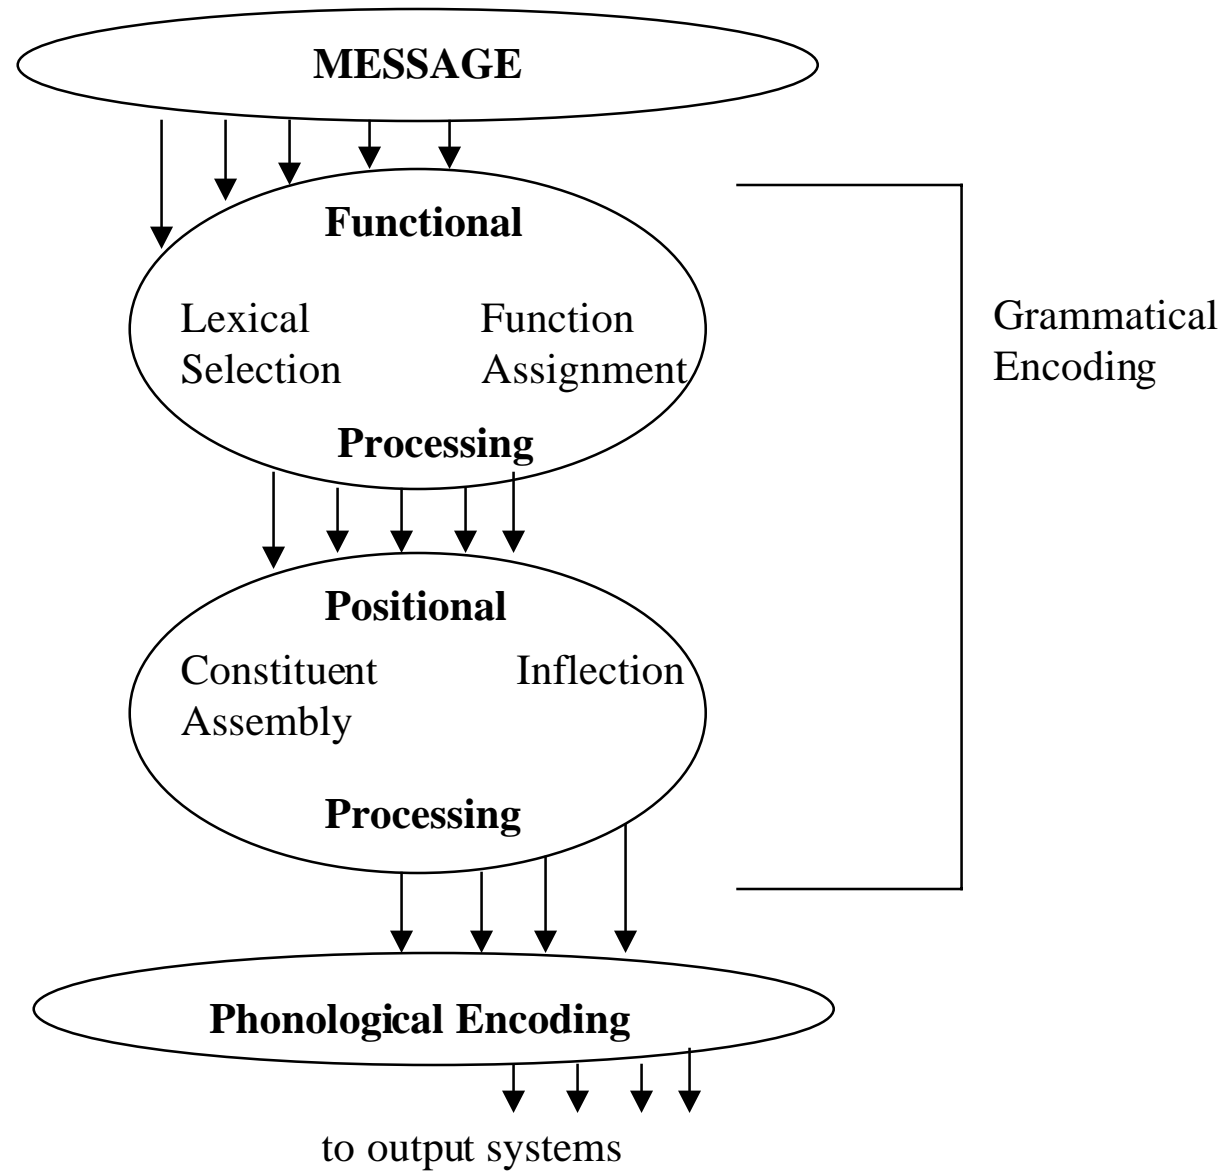 MESSAGE
Functional
Lexical
Selection
Function
Assignment
Processing
Grammatical
Encoding
Positional
Constituent
Assembly
Inflection
Processing
Phonological Encoding
to output systems